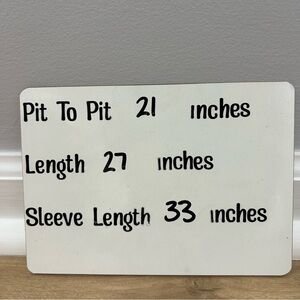 Pit To Pit 21 inches
Length 27 inches
Sleeve Length 33 inches